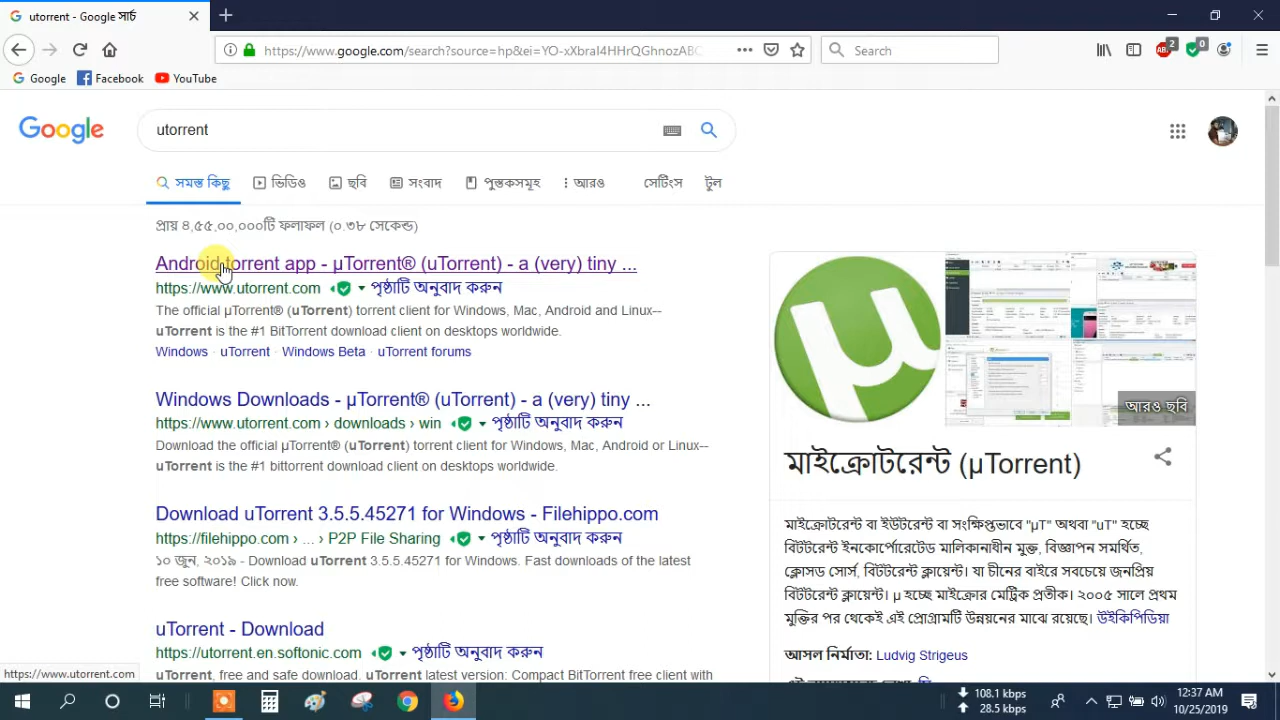 utorrent - Google সার্চ
https://www.google.com/search?source=hp&ei=YO-xXbraI4HHrQGhnozABC
Search
2
0
Google
Facebook
YouTube
Google
utorrent
সমস্ত কিছু
ভিডিও
ছবি
সংবাদ
পুস্তকসমূহ
আরও
সেটিংস
টুল
প্রায় ৪,৫৫,০০,০০০টি ফলাফল (০.৩৮ সেকেন্ড)
Android torrent app - µTorrent® (uTorrent) - a (very) tiny ...
https://www.utorrent.com পৃষ্ঠাটি অনুবাদ করুন
The official µTorrent® (uTorrent) torrent client for Windows, Mac, Android and Linux--
uTorrent is the #1 BitTorrent download client on desktops worldwide.
Windows · uTorrent · Windows Beta · uTorrent forums
Windows Downloads - µTorrent® (uTorrent) - a (very) tiny ...
https://www.utorrent.com › downloads › win পৃষ্ঠাটি অনুবাদ করুন
Download the official µTorrent® (uTorrent) torrent client for Windows, Mac, Android or Linux--
uTorrent is the #1 bittorrent download client on desktops worldwide.
Download uTorrent 3.5.5.45271 for Windows - Filehippo.com
https://filehippo.com › ... › P2P File Sharing পৃষ্ঠাটি অনুবাদ করুন
১০ জুন, ২০১৯ - Download uTorrent 3.5.5.45271 for Windows. Fast downloads of the latest
free software! Click now.
uTorrent - Download
https://utorrent.en.softonic.com পৃষ্ঠাটি অনুবাদ করুন
uTorrent, free and safe download. uTorrent latest version: Compact BitTorrent free client with
আরও ছবি
মাইক্রোটরেন্ট (µTorrent)
মাইক্রোটরেন্ট বা ইউটরেন্ট বা সংক্ষিপ্তভাবে "µT" অথবা "uT" হচ্ছে
বিটটরেন্ট ইনকোর্পোরেটেড মালিকানাধীন মুক্ত, বিজ্ঞাপন সমর্থিত,
ক্লোসড সোর্স, বিটটরেন্ট ক্লায়েন্ট। যা চীনের বাইরে সবচেয়ে জনপ্রিয়
বিটটরেন্ট ক্লায়েন্ট। µ হচ্ছে মাইক্রোর মেট্রিক প্রতীক। ২০০৫ সালে প্রথম
মুক্তির পর থেকেই এই প্রোগ্রামটি উন্নয়নের মাঝে রয়েছে। উইকিপিডিয়া
আসল নির্মাতা: Ludvig Strigeus
https://www.utorrent.com
108.1 kbps
28.5 kbps
12:37 AM
10/25/2019